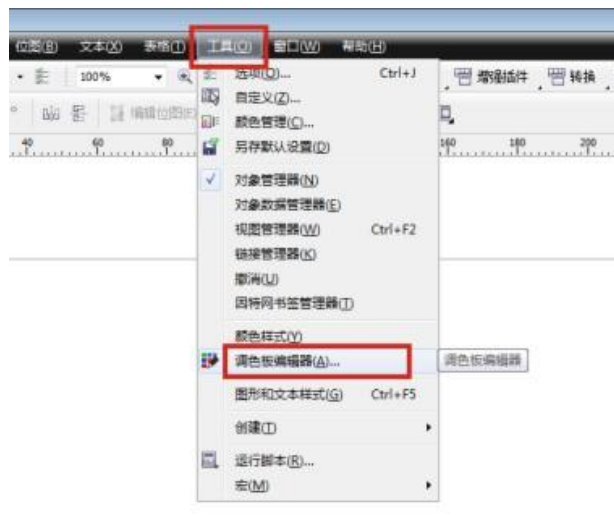 位图(B) 文本(X) 表格(T) 工具(O) 窗口(W) 帮助(H)
100% 增强插件 转换
编辑位图(E)
40 60 80 160 180 200
选项(O)... Ctrl+J
自定义(Z)...
颜色管理(C)...
另存默认设置(D)
对象管理器(N)
对象数据管理器(E)
视图管理器(W) Ctrl+F2
链接管理器(K)
撤消(U)
因特网书签管理器(I)
颜色样式(Y)
调色板编辑器(A)... 调色板编辑器
图形和文本样式(G) Ctrl+F5
创建(T)
运行脚本(R)...
宏(M)